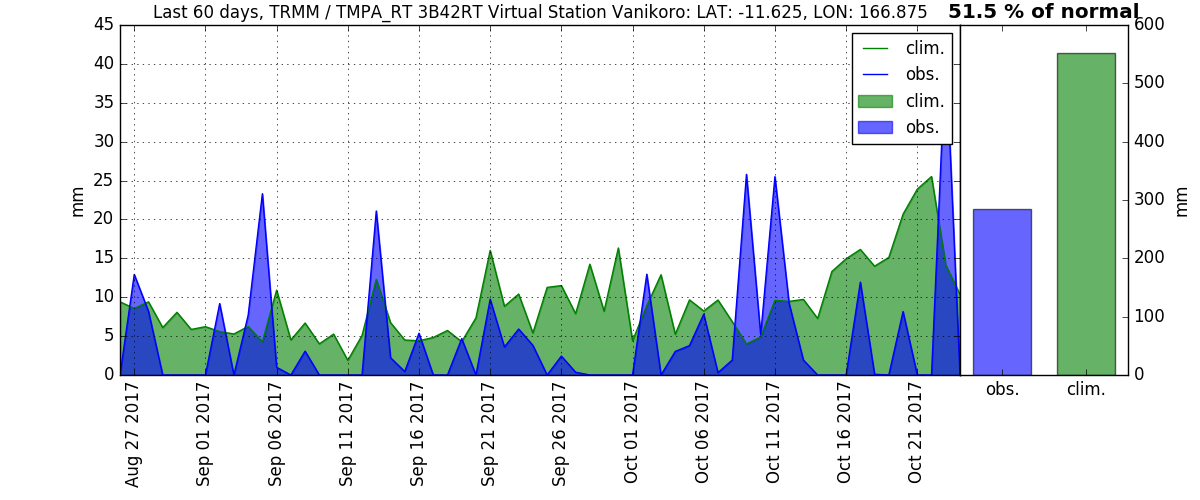 Last 60 days, TRMM / TMPA_RT 3B42RT Virtual Station Vanikoro: LAT: -11.625, LON: 166.875
51.5 % of normal
45
40
35
30
25
20
15
10
5
0
mm
clim.
obs.
clim.
obs.
600
500
400
300
200
100
0
mm
Aug 27 2017
Sep 01 2017
Sep 06 2017
Sep 11 2017
Sep 16 2017
Sep 21 2017
Sep 26 2017
Oct 01 2017
Oct 06 2017
Oct 11 2017
Oct 16 2017
Oct 21 2017
obs.
clim.